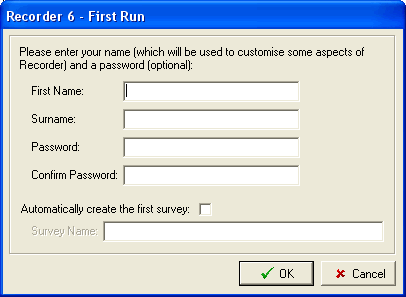 Recorder 6 - First Run
Please enter your name (which will be used to customise some aspects of
Recorder) and a password (optional):
First Name:
Surname:
Password:
Confirm Password:
Automatically create the first survey:
Survey Name:
OK
Cancel